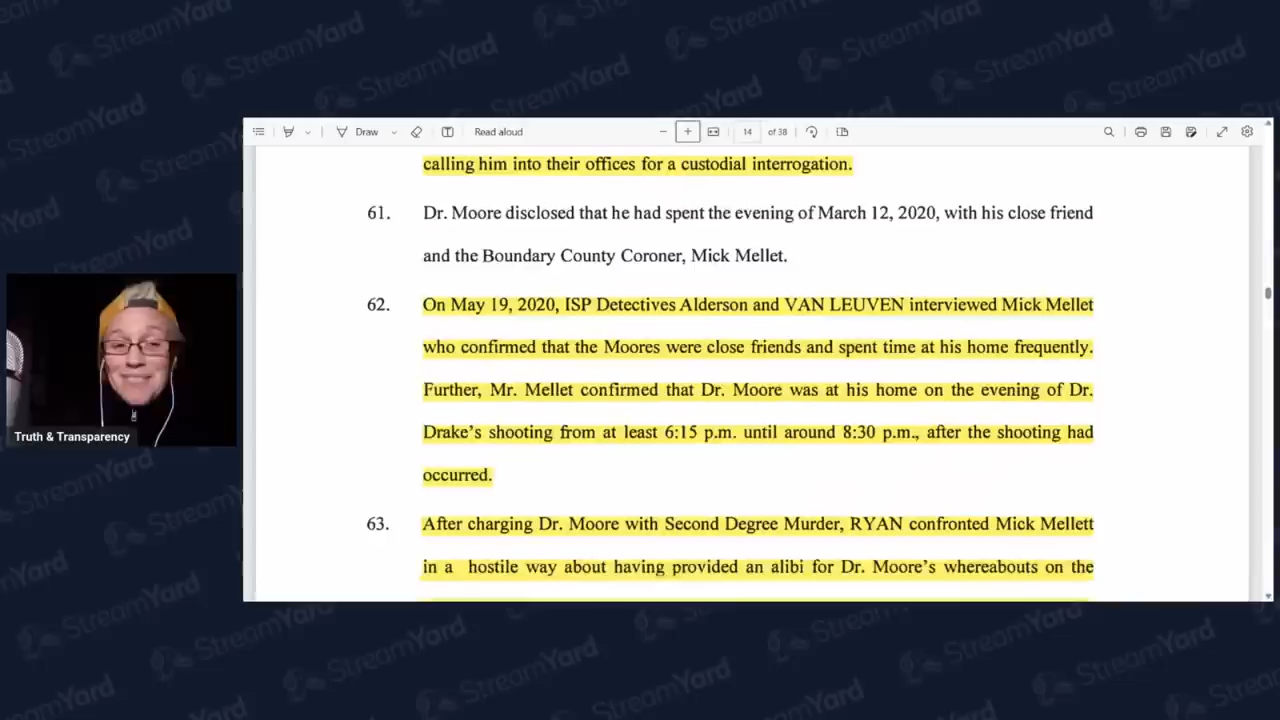 StreamYard
Draw
Read aloud
14
of 38
calling him into their offices for a custodial interrogation.
61. Dr. Moore disclosed that he had spent the evening of March 12, 2020, with his close friend
and the Boundary County Coroner, Mick Mellet.
62. On May 19, 2020, ISP Detectives Alderson and VAN LEUVEN interviewed Mick Mellet
who confirmed that the Moores were close friends and spent time at his home frequently.
Further, Mr. Mellet confirmed that Dr. Moore was at his home on the evening of Dr.
Drake’s shooting from at least 6:15 p.m. until around 8:30 p.m., after the shooting had
occurred.
63. After charging Dr. Moore with Second Degree Murder, RYAN confronted Mick Mellett
in a hostile way about having provided an alibi for Dr. Moore’s whereabouts on the
Truth & Transparency